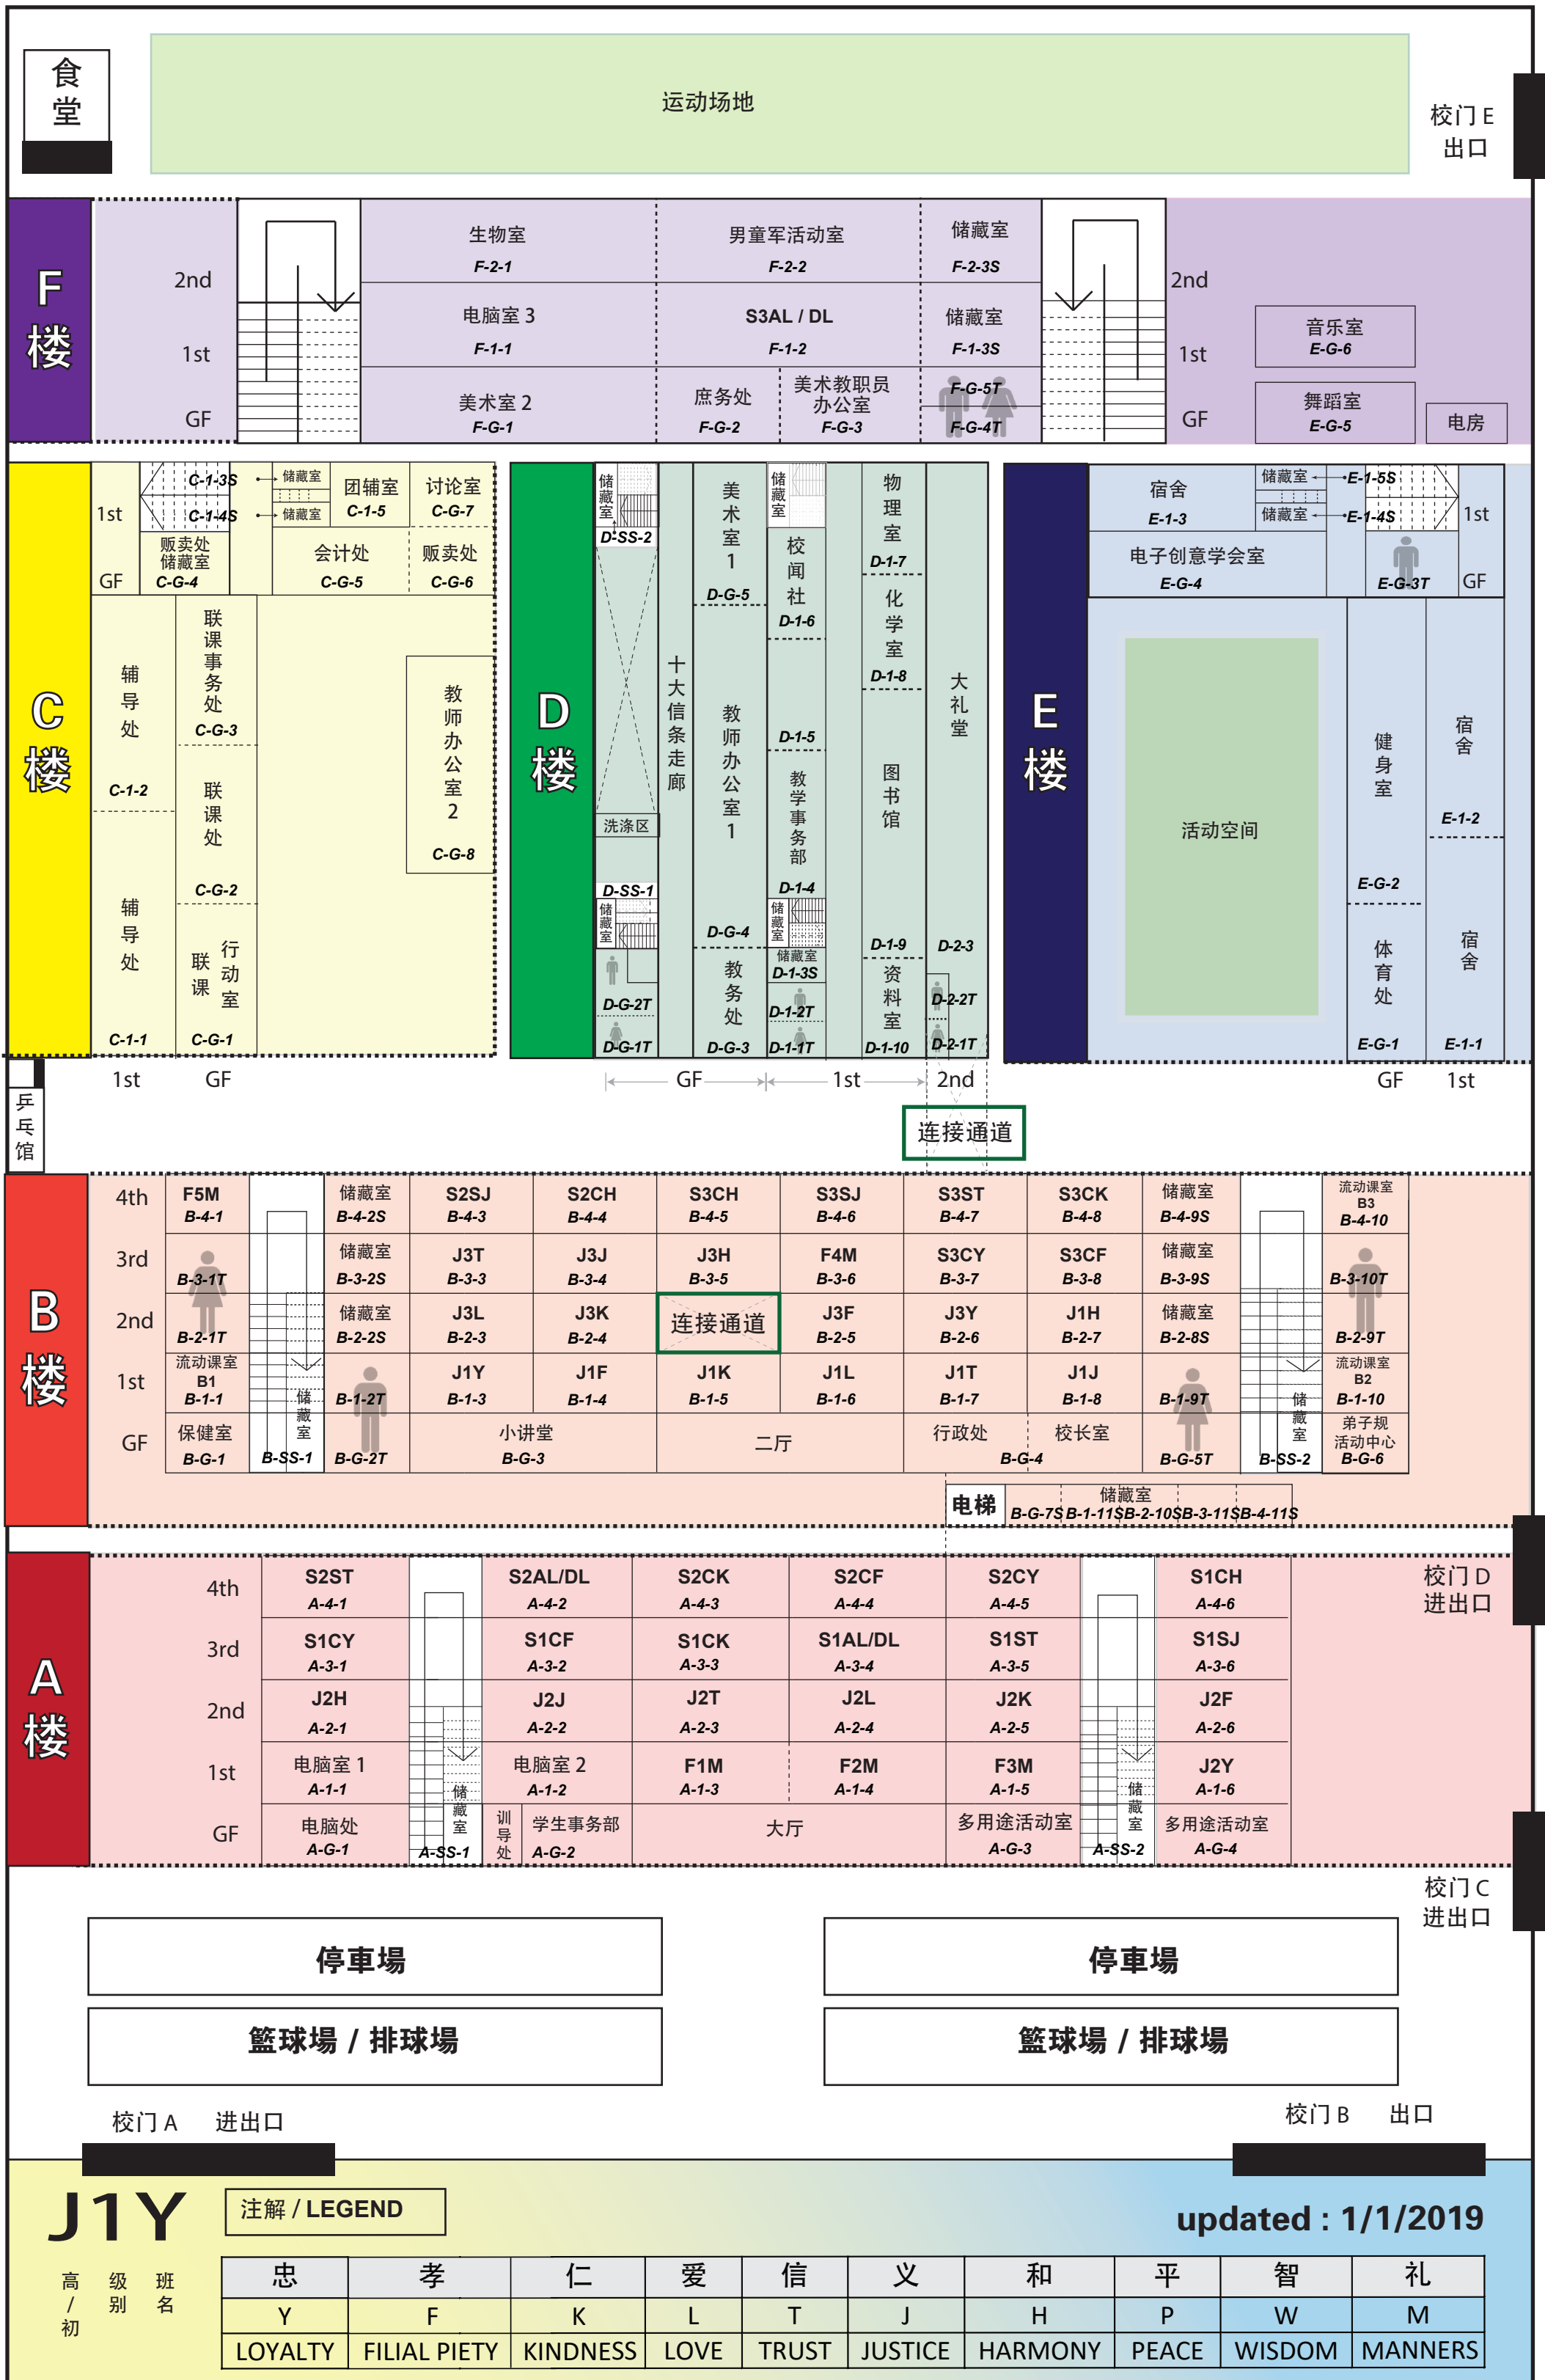 食
堂
运动场地
校门 E
出口
F
楼
2nd
1st
GF
生物室
F-2-1
男童军活动室
F-2-2
储藏室
F-2-3S
电脑室 3
F-1-1
S3AL / DL
F-1-2
储藏室
F-1-3S
美术室 2
F-G-1
庶务处
F-G-2
美术教职员
办公室
F-G-3
F-G-5T
F-G-4T
2nd
1st
GF
音乐室
E-G-6
舞蹈室
E-G-5
电房
C
楼
1st
GF
C-1-3S
C-1-4S
储藏室
储藏室
团辅室
C-1-5
讨论室
C-G-7
贩卖处
储藏室
C-G-4
会计处
C-G-5
贩卖处
C-G-6
辅导处
C-1-2
辅导处
C-1-1
联课事务处
C-G-3
联课处
C-G-2
联课
行动室
C-G-1
教师办公室2
C-G-8
1st
GF
D
楼
储藏室
D-SS-2
洗涤区
D-SS-1
储藏室
D-G-2T
D-G-1T
十大信条走廊
美术室1
D-G-5
教师办公室1
D-G-4
教务处
D-G-3
储藏室
校闻社
D-1-6
D-1-5
教学事务部
D-1-4
储藏室
储藏室
D-1-3S
D-1-2T
D-1-1T
物理室
D-1-7
化学室
D-1-8
图书馆
D-1-9
资料室
D-1-10
大礼堂
D-2-3
D-2-2T
D-2-1T
GF
1st
2nd
连接通道
E
楼
宿舍
E-1-3
储藏室
E-1-5S
储藏室
E-1-4S
1st
电子创意学会室
E-G-4
E-G-3T
GF
活动空间
健身室
E-G-2
体育处
E-G-1
宿舍
E-1-2
宿舍
E-1-1
GF
1st
乒乓馆
B
楼
4th
F5M
B-4-1
储藏室
B-4-2S
S2SJ
B-4-3
S2CH
B-4-4
S3CH
B-4-5
S3SJ
B-4-6
S3ST
B-4-7
S3CK
B-4-8
储藏室
B-4-9S
流动课室
B3
B-4-10
3rd
B-3-1T
储藏室
B-3-2S
J3T
B-3-3
J3J
B-3-4
J3H
B-3-5
F4M
B-3-6
S3CY
B-3-7
S3CF
B-3-8
储藏室
B-3-9S
B-3-10T
2nd
B-2-1T
储藏室
B-2-2S
J3L
B-2-3
J3K
B-2-4
连接通道
J3F
B-2-5
J3Y
B-2-6
J1H
B-2-7
储藏室
B-2-8S
B-2-9T
1st
流动课室
B1
B-1-1
B-1-2T
J1Y
B-1-3
J1F
B-1-4
J1K
B-1-5
J1L
B-1-6
J1T
B-1-7
J1J
B-1-8
B-1-9T
流动课室
B2
B-1-10
GF
保健室
B-G-1
储藏室
B-SS-1
B-G-2T
小讲堂
B-G-3
二厅
行政处
校长室
B-G-4
B-G-5T
储藏室
B-SS-2
弟子规
活动中心
B-G-6
电梯
储藏室
B-G-7S B-1-11S B-2-10S B-3-11S B-4-11S
A
楼
4th
S2ST
A-4-1
S2AL/DL
A-4-2
S2CK
A-4-3
S2CF
A-4-4
S2CY
A-4-5
S1CH
A-4-6
校门 D
进出口
3rd
S1CY
A-3-1
S1CF
A-3-2
S1CK
A-3-3
S1AL/DL
A-3-4
S1ST
A-3-5
S1SJ
A-3-6
2nd
J2H
A-2-1
J2J
A-2-2
J2T
A-2-3
J2L
A-2-4
J2K
A-2-5
J2F
A-2-6
1st
电脑室 1
A-1-1
电脑室 2
A-1-2
F1M
A-1-3
F2M
A-1-4
F3M
A-1-5
J2Y
A-1-6
GF
电脑处
A-G-1
储藏室
A-SS-1
训导处
学生事务部
A-G-2
大厅
多用途活动室
A-G-3
储藏室
A-SS-2
多用途活动室
A-G-4
校门 C
进出口
停車場
停車場
籃球場 / 排球場
籃球場 / 排球場
校门 A 进出口
校门 B 出口
J1Y
高/初
级别
班名
注解 / LEGEND
updated : 1/1/2019
忠 孝 仁 爱 信 义 和 平 智 礼
Y F K L T J H P W M
LOYALTY FILIAL PIETY KINDNESS LOVE TRUST JUSTICE HARMONY PEACE WISDOM MANNERS